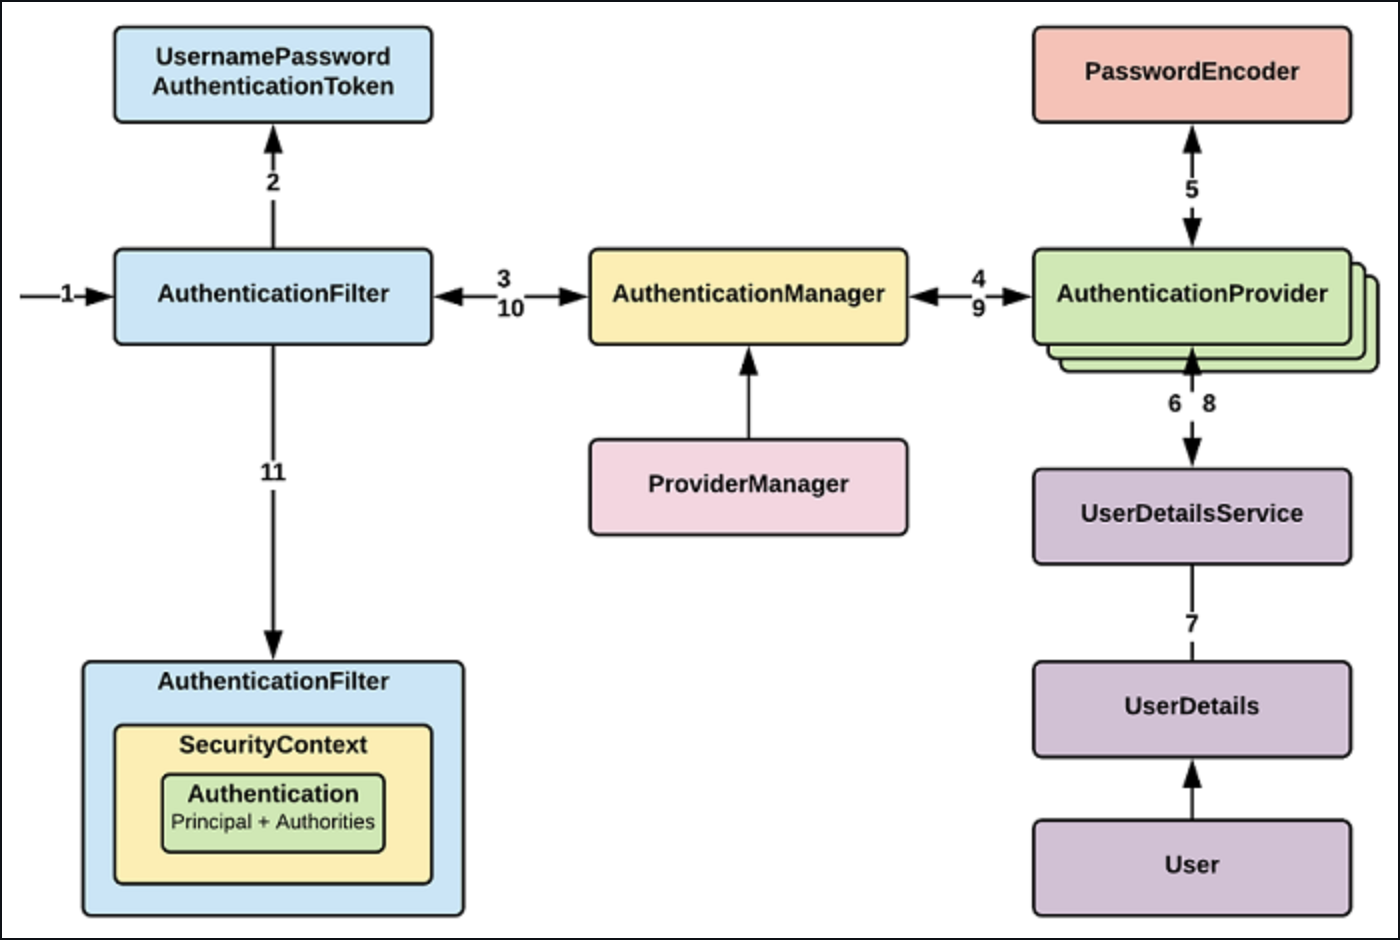 UsernamePassword
AuthenticationToken
PasswordEncoder
2
5
1
AuthenticationFilter
3
10
AuthenticationManager
4
9
AuthenticationProvider
6 8
11
ProviderManager
UserDetailsService
7
AuthenticationFilter
SecurityContext
Authentication
Principal + Authorities
UserDetails
User